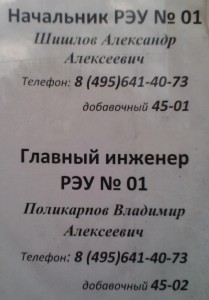 Начальник РЭУ № 01
Шишлов Александр
Алексеевич
Телефон: 8 (495)641-40-73
добавочный 45-01
Главный инженер
РЭУ № 01
Поликарпов Владимир
Алексеевич
Телефон: 8 (495)641-40-73
добавочный 45-02